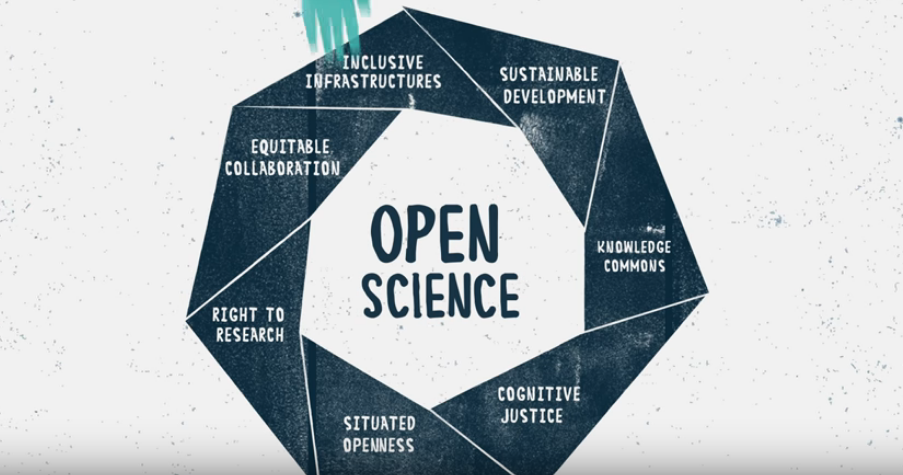 INCLUSIVE
INFRASTRUCTURES
SUSTAINABLE
DEVELOPMENT
EQUITABLE
COLLABORATION
OPEN
SCIENCE
KNOWLEDGE
COMMONS
RIGHT TO
RESEARCH
COGNITIVE
JUSTICE
SITUATED
OPENNESS